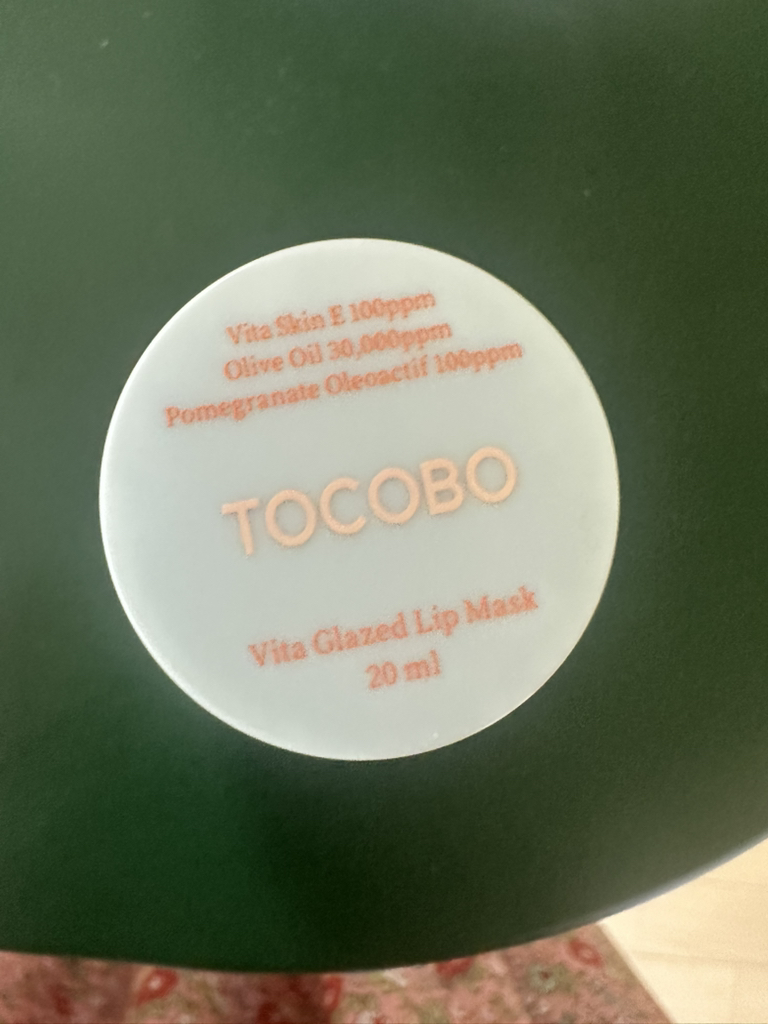 Vita Skin E 100ppm
Olive Oil 30,000ppm
Pomegranate Oleoactif 100ppm
TOCOBO
Vita Glazed Lip Mask
20 ml